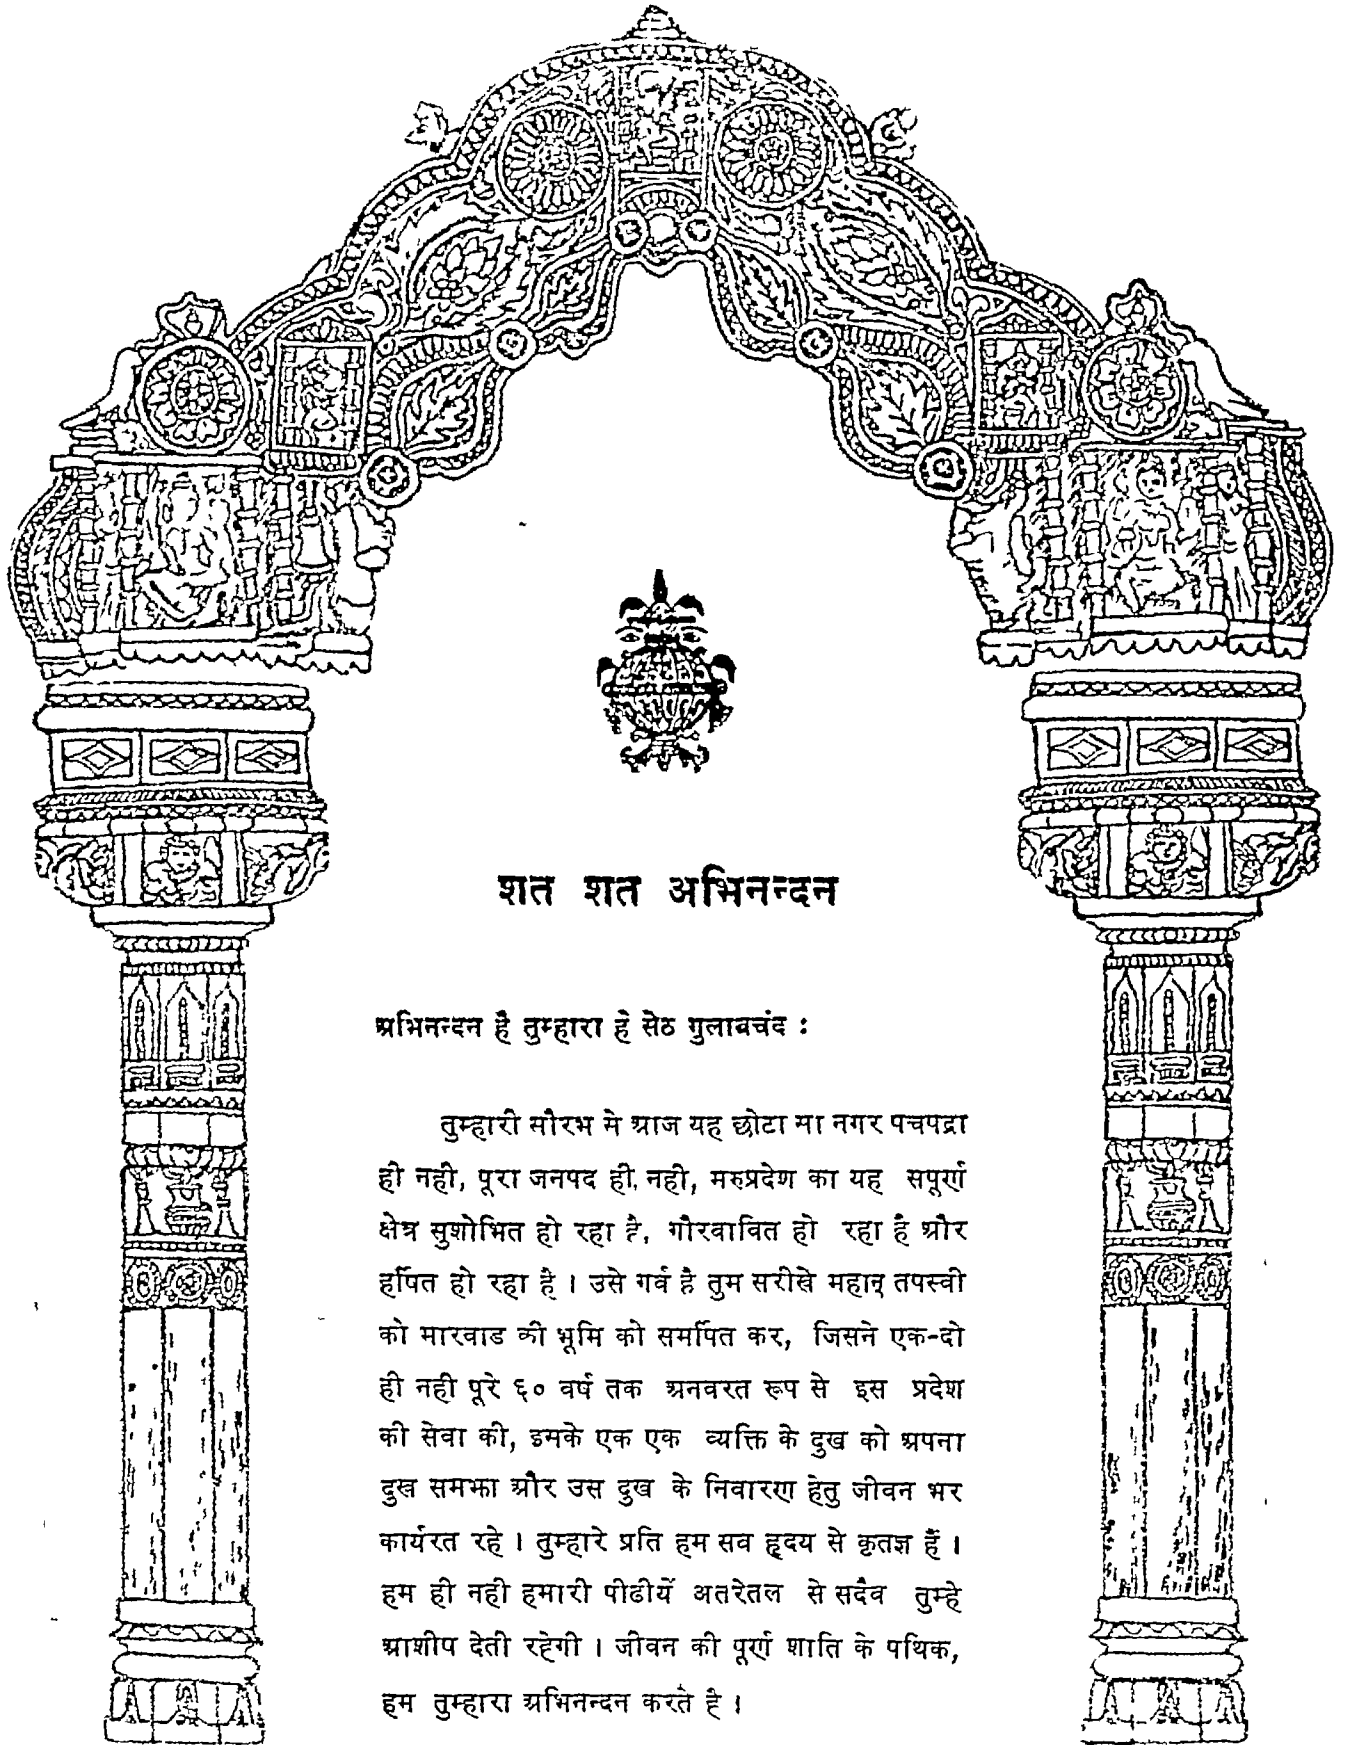 शत शत अभिनन्दन
अभिनन्दन है तुम्हारा हे सेठ गुलाबचंद :
तुम्हारी सौरभ मे आज यह छोटा सा नगर पचपद्रा
ही नही, पूरा जनपद ही नही, मरुप्रदेश का यह सपूर्ण
क्षेत्र सुशोभित हो रहा है, गौरवावित हो रहा है और
हर्षित हो रहा है । उसे गर्व है तुम सरीखे महान् तपस्वी
को मारवाड की भूमि को समर्पित कर, जिसने एक-दो
ही नही पूरे ६० वर्ष तक अनवरत रूप से इस प्रदेश
की सेवा की, इसके एक एक व्यक्ति के दुख को अपना
दुख समझा और उस दुख के निवारण हेतु जीवन भर
कार्यरत रहे । तुम्हारे प्रति हम सब हृदय से कृतज्ञ हैं ।
हम ही नही हमारी पीढीयें अतरेतल से सदैव तुम्हे
आशीष देती रहेगी । जीवन की पूर्ण शाति के पथिक,
हम तुम्हारा अभिनन्दन करते है ।